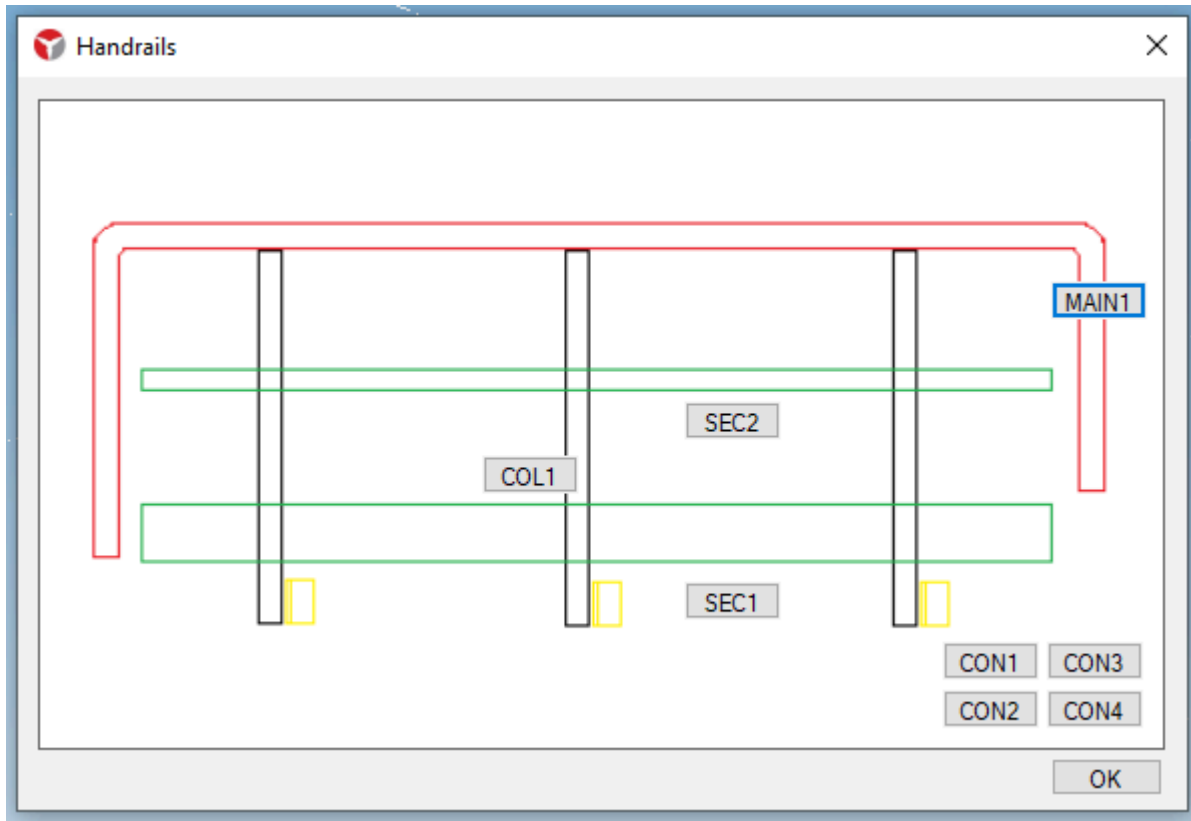 Handrails
MAIN1
SEC2
COL1
SEC1
CON1 CON3
CON2 CON4
OK